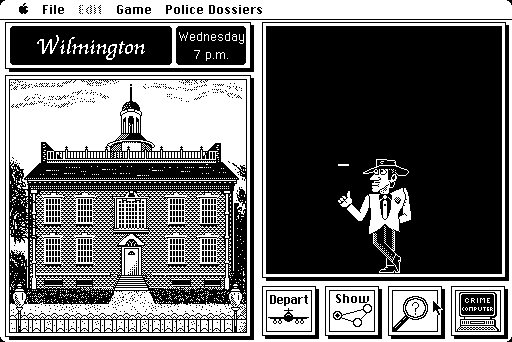 File Edit Game Police Dossiers
Wilmington
Wednesday
7 p.m.
Depart
Show
?
CRIME
COMPUTER